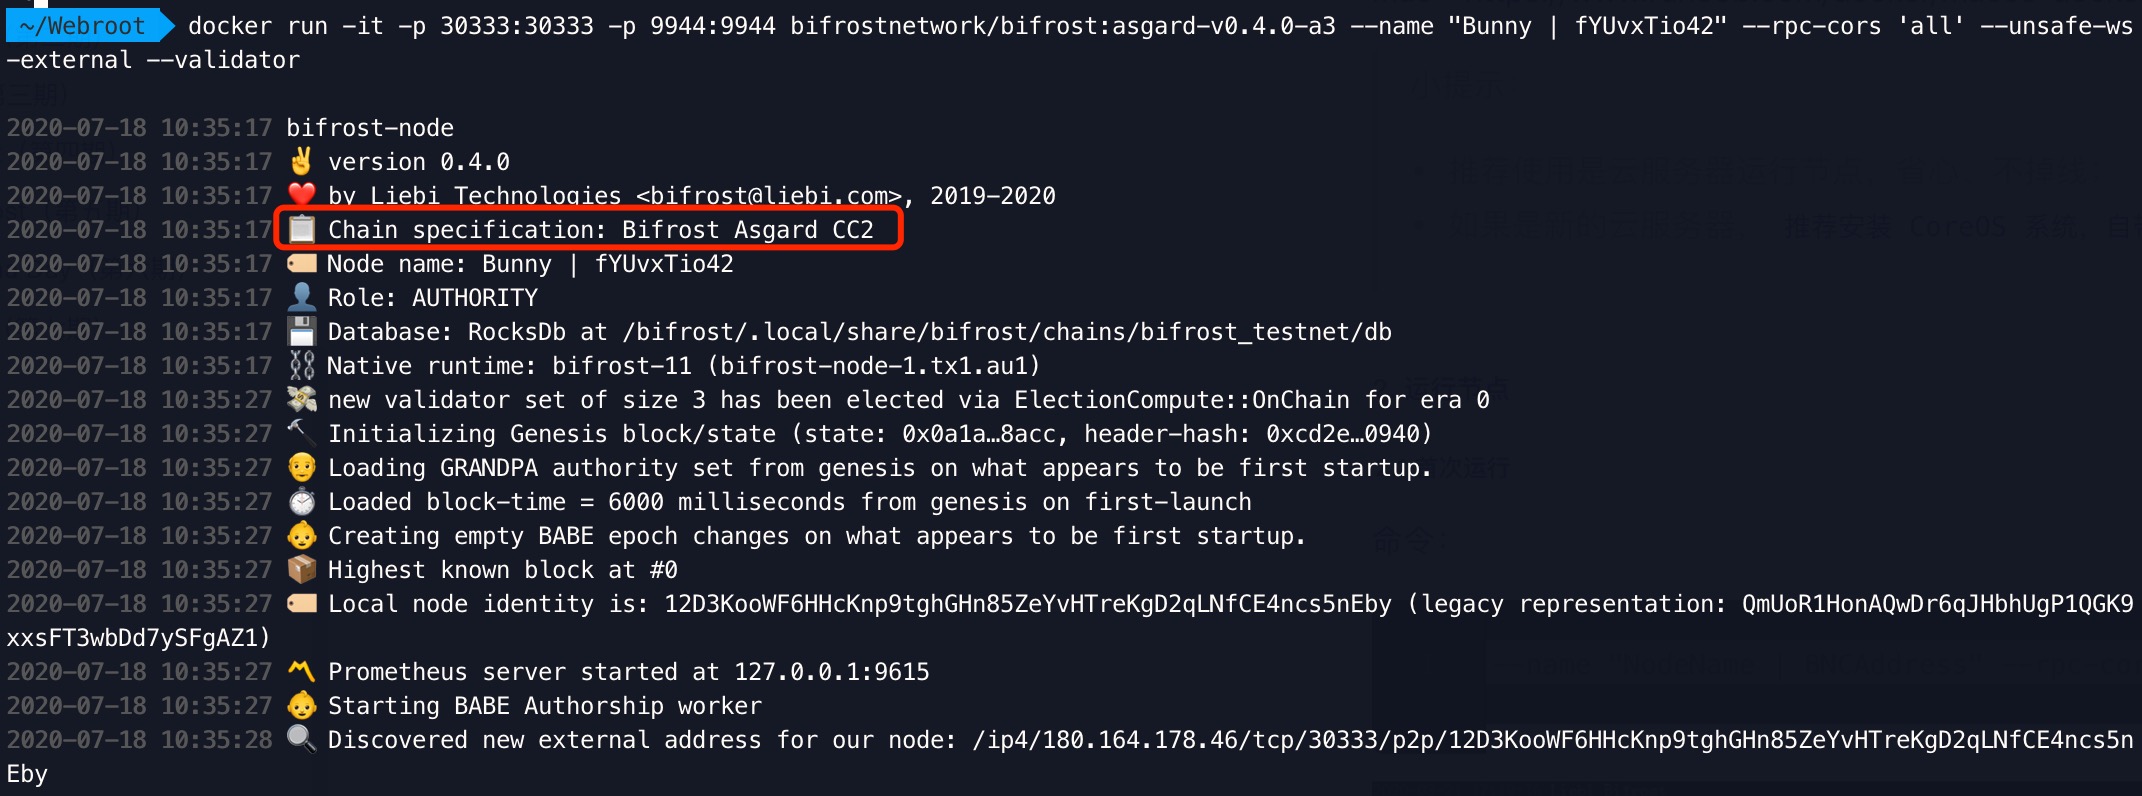 ~/Webroot docker run -it -p 30333:30333 -p 9944:9944 bifrostnetwork/bifrost:asgard-v0.4.0-a3 --name "Bunny | fYUvxTio42" --rpc-cors 'all' --unsafe-ws
-external --validator
2020-07-18 10:35:17 bifrost-node
2020-07-18 10:35:17 ✌️ version 0.4.0
2020-07-18 10:35:17 ❤️ by Liebi Technologies <bifrost@liebi.com>, 2019-2020
2020-07-18 10:35:17 📋 Chain specification: Bifrost Asgard CC2
2020-07-18 10:35:17 🏷 Node name: Bunny | fYUvxTio42
2020-07-18 10:35:17 👤 Role: AUTHORITY
2020-07-18 10:35:17 💾 Database: RocksDb at /bifrost/.local/share/bifrost/chains/bifrost_testnet/db
2020-07-18 10:35:17 ⛓ Native runtime: bifrost-11 (bifrost-node-1.tx1.au1)
2020-07-18 10:35:27 💸 new validator set of size 3 has been elected via ElectionCompute::OnChain for era 0
2020-07-18 10:35:27 🔨 Initializing Genesis block/state (state: 0x0a1a…8acc, header-hash: 0xcd2e…0940)
2020-07-18 10:35:27 👴 Loading GRANDPA authority set from genesis on what appears to be first startup.
2020-07-18 10:35:27 ⏱ Loaded block-time = 6000 milliseconds from genesis on first-launch
2020-07-18 10:35:27 👶 Creating empty BABE epoch changes on what appears to be first startup.
2020-07-18 10:35:27 📦 Highest known block at #0
2020-07-18 10:35:27 🏷 Local node identity is: 12D3KooWF6HHcKnp9tghGHn85ZeYvHTreKgD2qLNfCE4ncs5nEby (legacy representation: QmUoR1HonAQwDr6qJHbhUgP1QGK9
xxsFT3wbDd7ySFgAZ1)
2020-07-18 10:35:27 〽️ Prometheus server started at 127.0.0.1:9615
2020-07-18 10:35:27 👶 Starting BABE Authorship worker
2020-07-18 10:35:28 🔍 Discovered new external address for our node: /ip4/180.164.178.46/tcp/30333/p2p/12D3KooWF6HHcKnp9tghGHn85ZeYvHTreKgD2qLNfCE4ncs5n
Eby